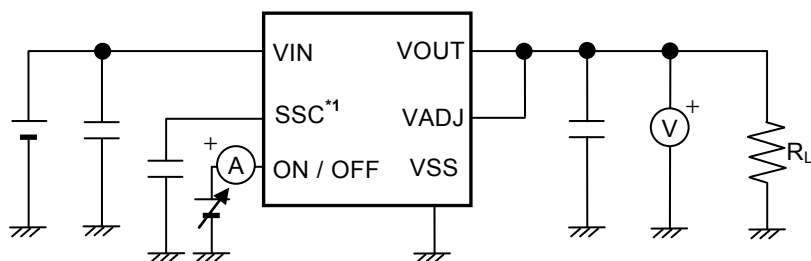 VIN
VOUT
SSC*1
VADJ
+
A
ON / OFF
VSS
+
V
RL